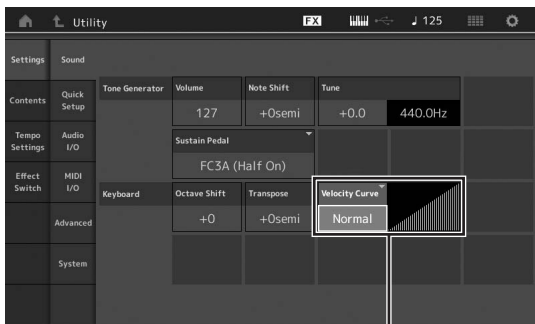 Utility FX ♩ 125
Settings Sound
Tone Generator Volume Note Shift Tune
127 +0semi +0.0 440.0Hz
Contents Quick Setup
Sustain Pedal
FC3A (Half On)
Tempo Settings Audio I/O
Effect Switch MIDI I/O
Keyboard Octave Shift Transpose Velocity Curve
+0 +0semi Normal
Advanced
System